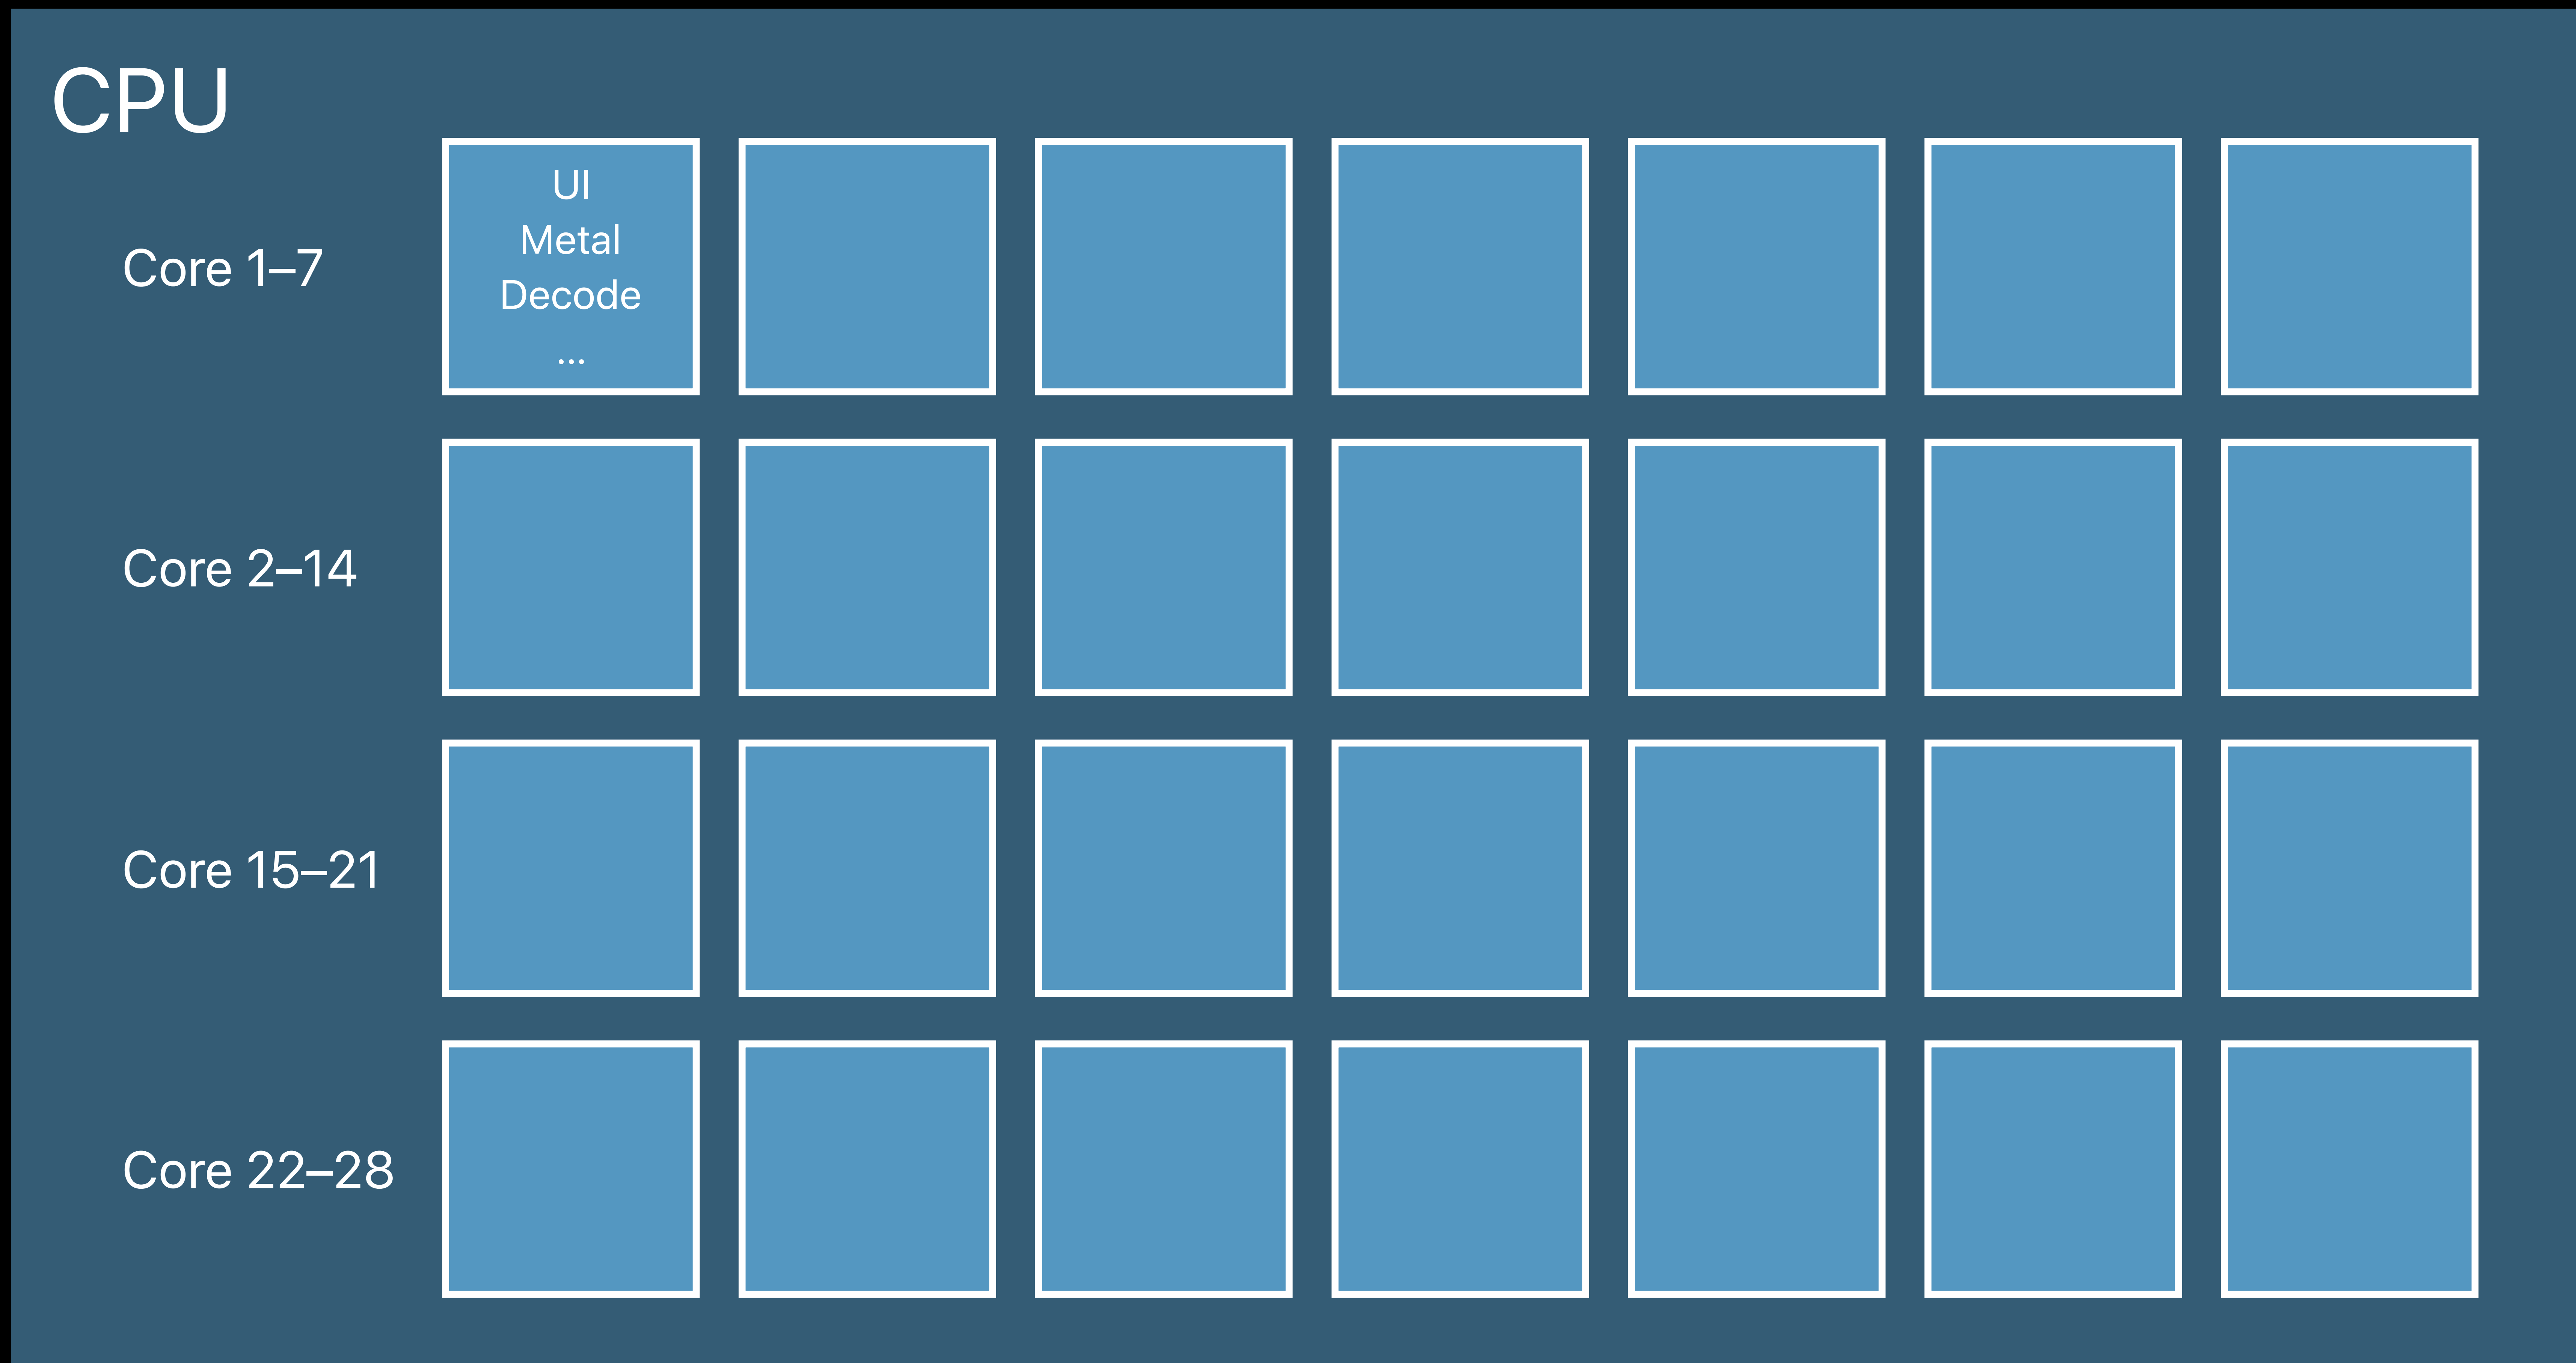 CPU
UI
Metal
Decode
...
Core 1–7
Core 2–14
Core 15–21
Core 22–28